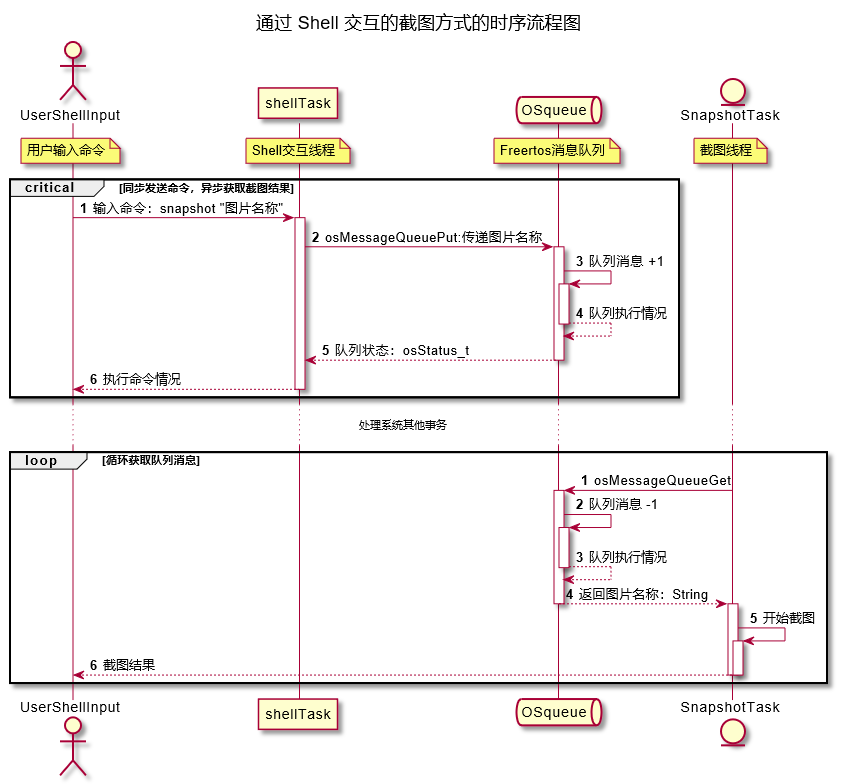 通过 Shell 交互的截图方式的时序流程图
UserShellInput
shellTask
OSqueue
SnapshotTask
用户输入命令
Shell交互线程
Freertos消息队列
截图线程
critical [同步发送命令，异步获取截图结果]
1 输入命令：snapshot "图片名称"
2 osMessageQueuePut:传递图片名称
3 队列消息 +1
4 队列执行情况
5 队列状态：osStatus_t
6 执行命令情况
处理系统其他事务
loop [循环获取队列消息]
1 osMessageQueueGet
2 队列消息 -1
3 队列执行情况
4 返回图片名称：String
5 开始截图
6 截图结果
UserShellInput
shellTask
OSqueue
SnapshotTask